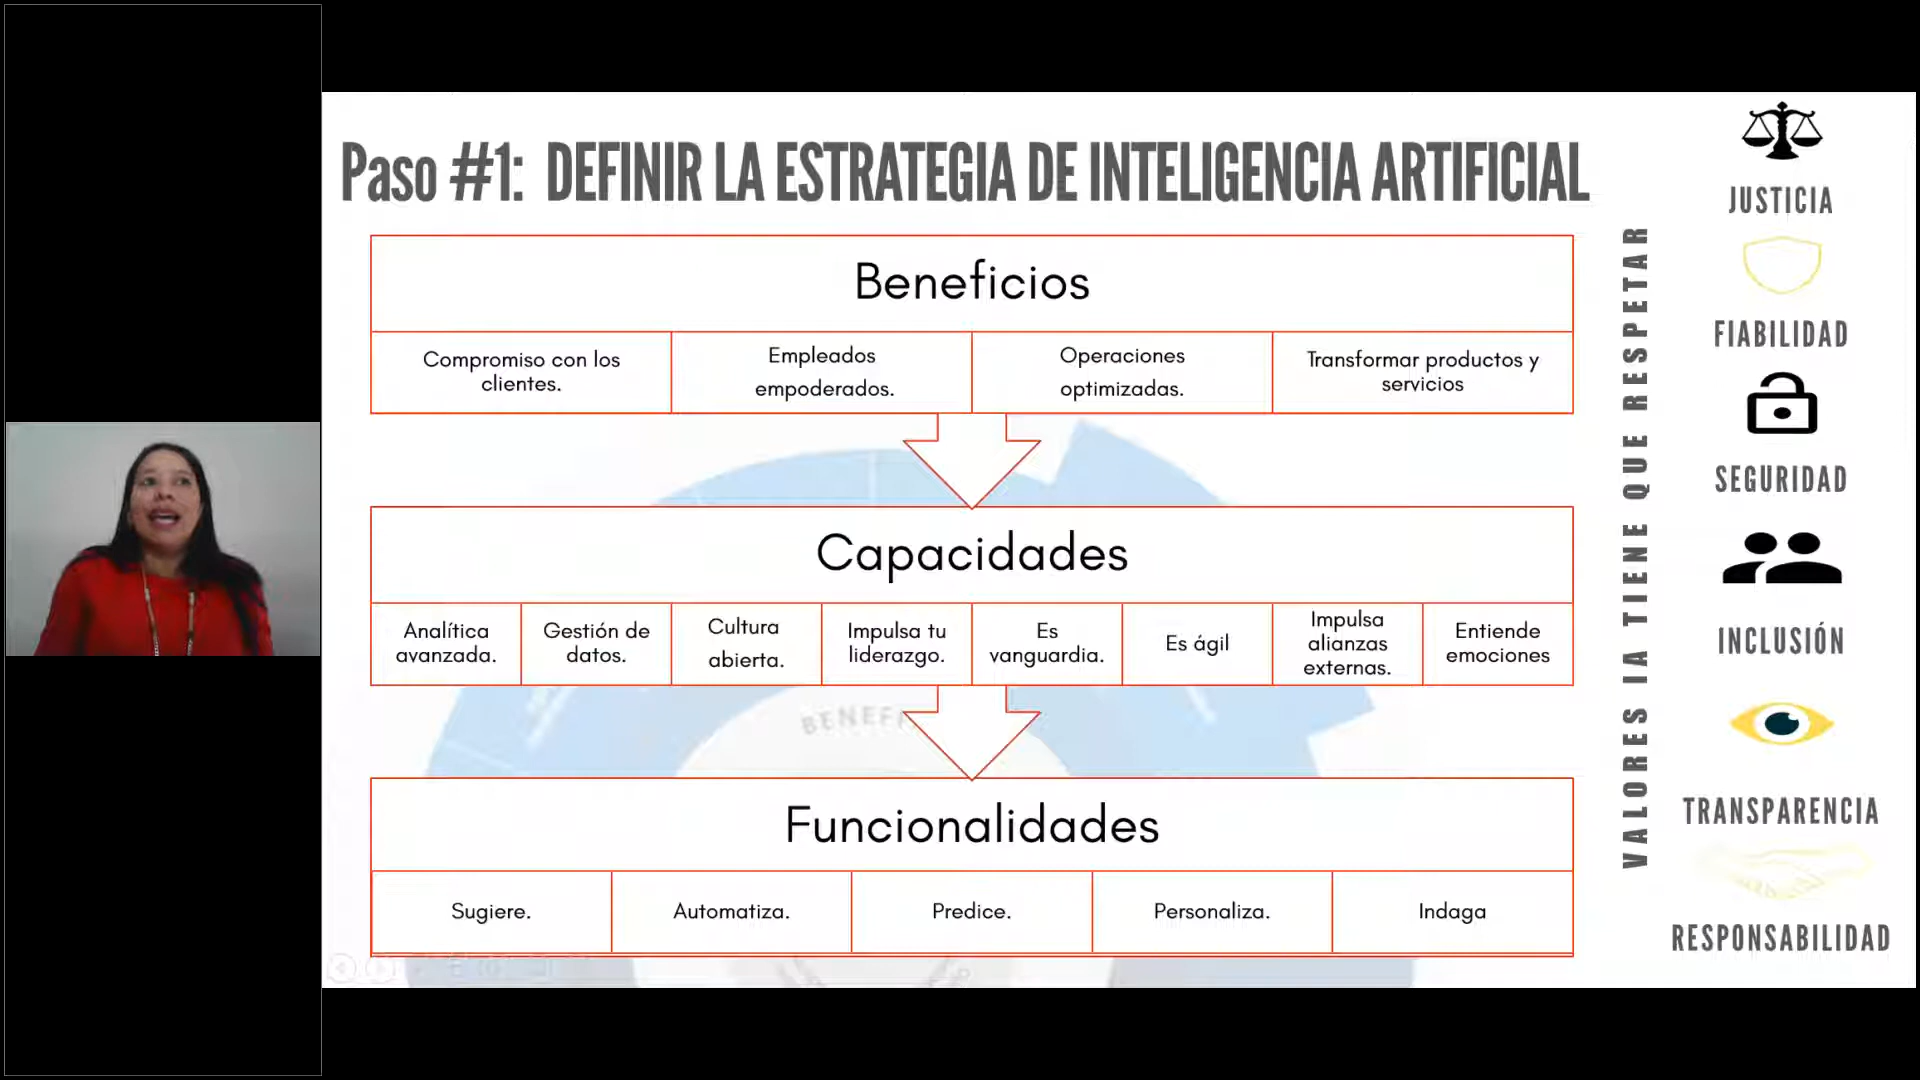 Paso #1: DEFINIR LA ESTRATEGIA DE INTELIGENCIA ARTIFICIAL
Beneficios
Compromiso con los
clientes.
Empleados
empoderados.
Operaciones
optimizadas.
Transformar productos y
servicios
Capacidades
Analítica
avanzada.
Gestión de
datos.
Cultura
abierta.
Impulsa tu
liderazgo.
Es
vanguardia.
Es ágil
Impulsa
alianzas
externas.
Entiende
emociones
Funcionalidades
Sugiere.
Automatiza.
Predice.
Personaliza.
Indaga
VALORES IA TIENE QUE RESPETAR
JUSTICIA
FIABILIDAD
SEGURIDAD
INCLUSIÓN
TRANSPARENCIA
RESPONSABILIDAD